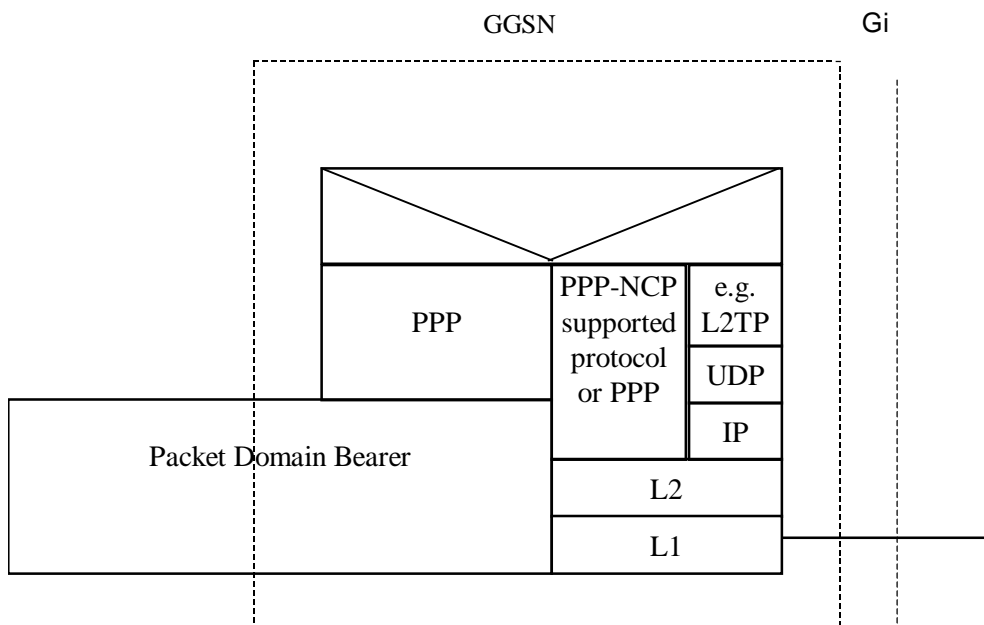 GGSN
Gi
PPP
PPP-NCP
supported
protocol
or PPP
e.g.
L2TP
UDP
IP
Packet Domain Bearer
L2
L1